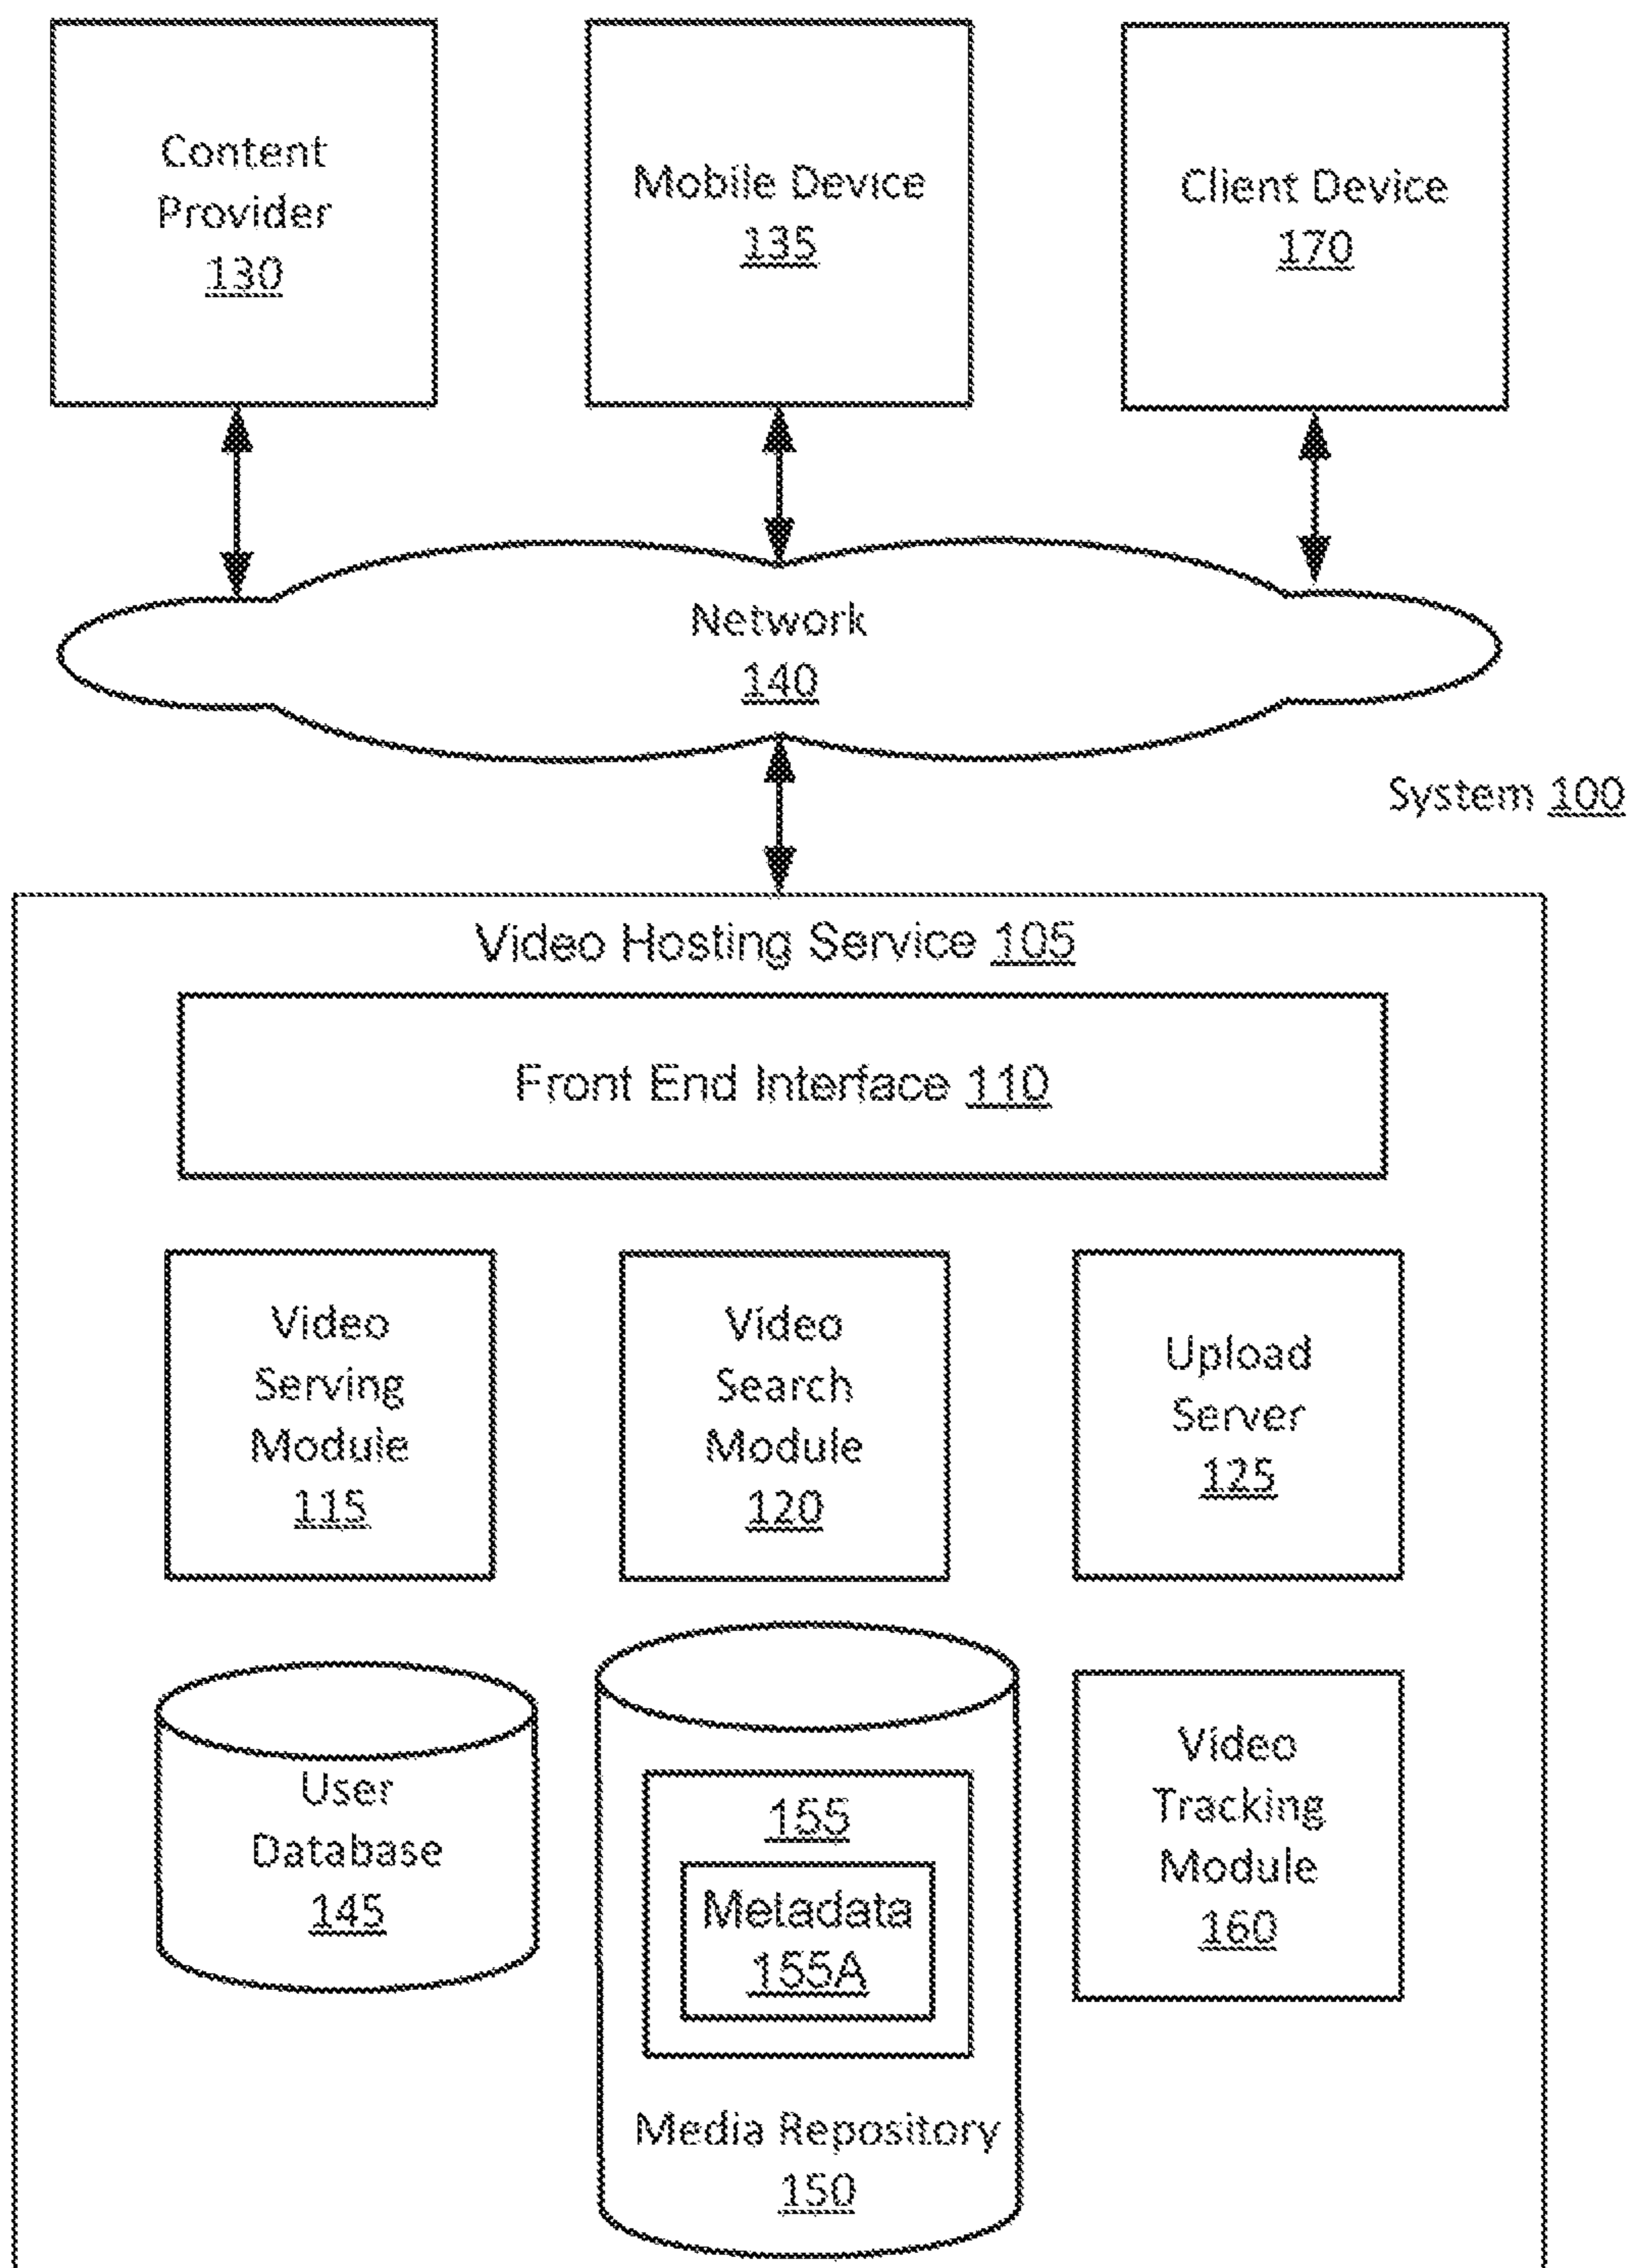 Content
Provider
130
Mobile Device
135
Client Device
170
Network
140
System 100
Video Hosting Service 105
Front End Interface 110
Video
Serving
Module
115
Video
Search
Module
120
Upload
Server
125
User
Database
145
155
Metadata
155A
Media Repository
150
Video
Tracking
Module
160